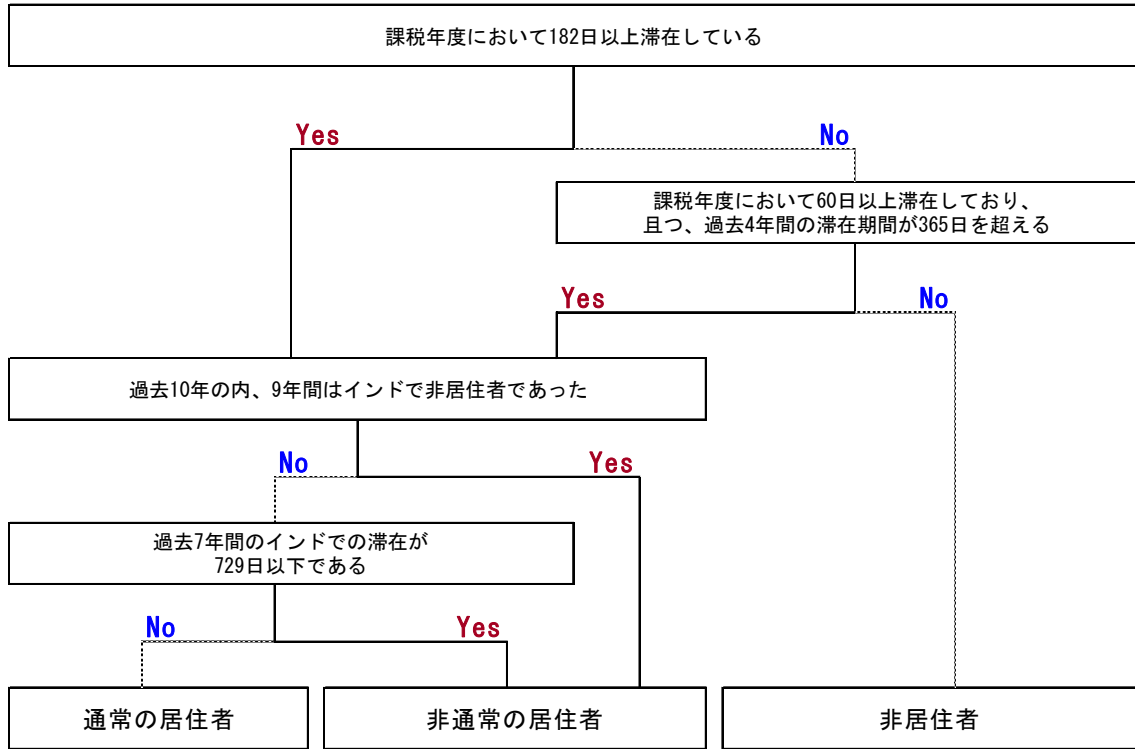 課税年度において182日以上滞在している
Yes
No
課税年度において60日以上滞在しており、
且つ、過去4年間の滞在期間が365日を超える
Yes
No
過去10年の内、9年間はインドで非居住者であった
No
Yes
過去7年間のインドでの滞在が
729日以下である
No
Yes
通常の居住者
非通常の居住者
非居住者